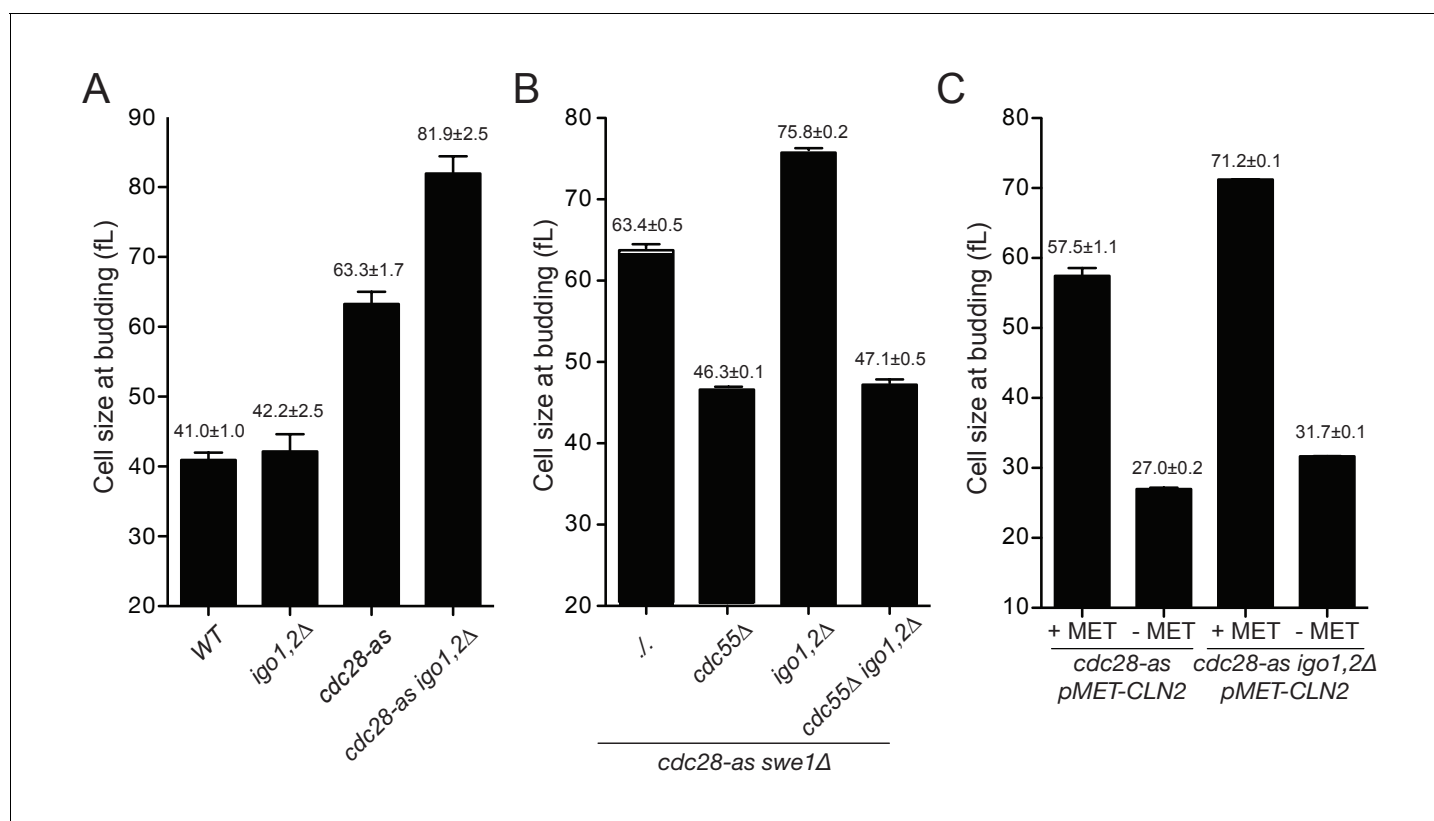 A
Cell size at budding (fL)
90
80
70
60
50
40
30
20
41.0±1.0
42.2±2.5
63.3±1.7
81.9±2.5
WT
igo1,2Δ
cdc28-as
cdc28-as igo1,2Δ
B
Cell size at budding (fL)
80
70
60
50
40
30
20
63.4±0.5
46.3±0.1
75.8±0.2
47.1±0.5
./.
cdc55Δ
igo1,2Δ
cdc55Δ igo1,2Δ
cdc28-as swe1Δ
C
Cell size at budding (fL)
80
70
60
50
40
30
20
10
57.5±1.1
27.0±0.2
71.2±0.1
31.7±0.1
+ MET - MET + MET - MET
cdc28-as cdc28-as igo1,2Δ
pMET-CLN2 pMET-CLN2